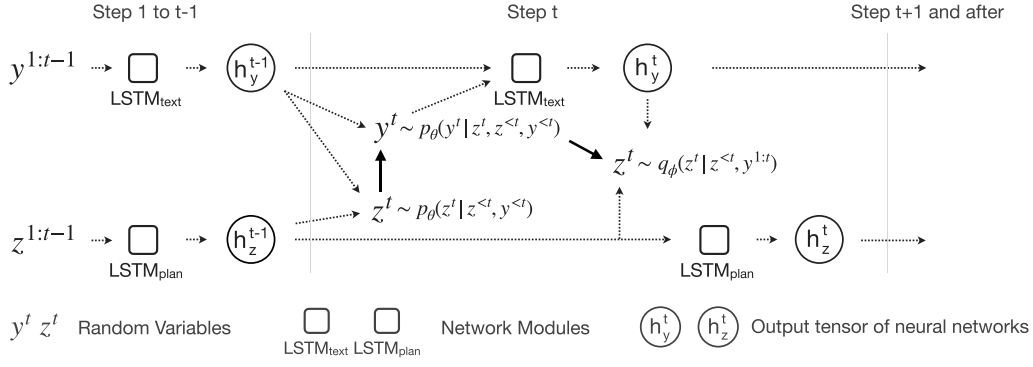 Step 1 to t-1 Step t Step t+1 and after
y^{1:t−1} LSTM_text h_y^{t-1} LSTM_text h_y^t
y^t ~ p_θ(y^t | z^t, z^{<t}, y^{<t})
z^t ~ q_ϕ(z^t | z^{<t}, y^{1:t})
z^t ~ p_θ(z^t | z^{<t}, y^{<t})
z^{1:t−1} LSTM_plan h_z^{t-1} LSTM_plan h_z^t
y^t z^t Random Variables LSTM_text LSTM_plan Network Modules h_y^t h_z^t Output tensor of neural networks